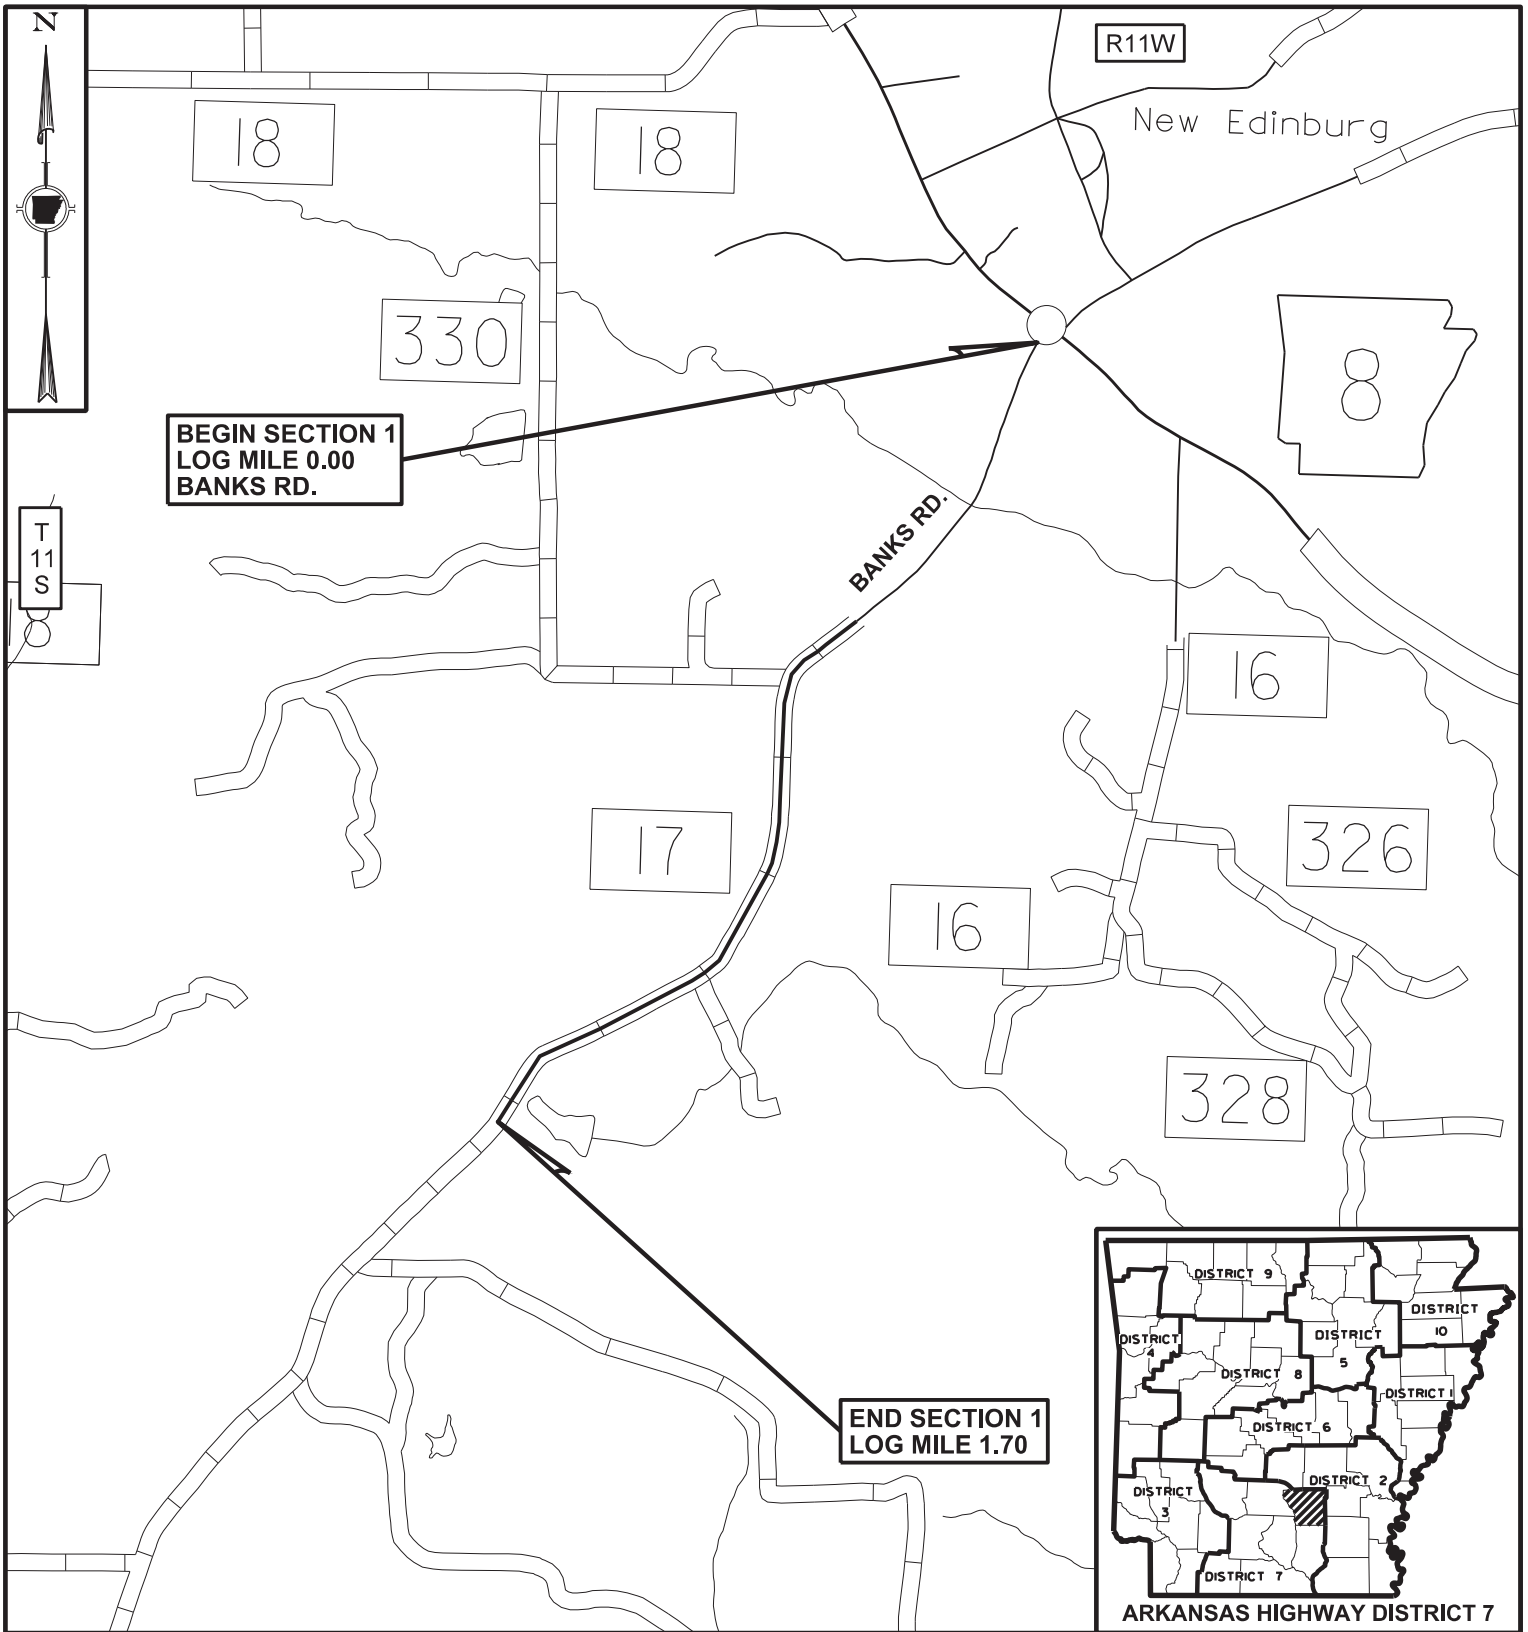 N
R11W
New Edinburg
18
18
330
8
BEGIN SECTION 1
LOG MILE 0.00
BANKS RD.
T
11
S
8
BANKS RD.
16
17
326
16
328
END SECTION 1
LOG MILE 1.70
DISTRICT 9
DISTRICT
10
DISTRICT
4
DISTRICT
5
DISTRICT 8
DISTRICT 1
DISTRICT 6
DISTRICT 2
DISTRICT
3
DISTRICT 7
ARKANSAS HIGHWAY DISTRICT 7